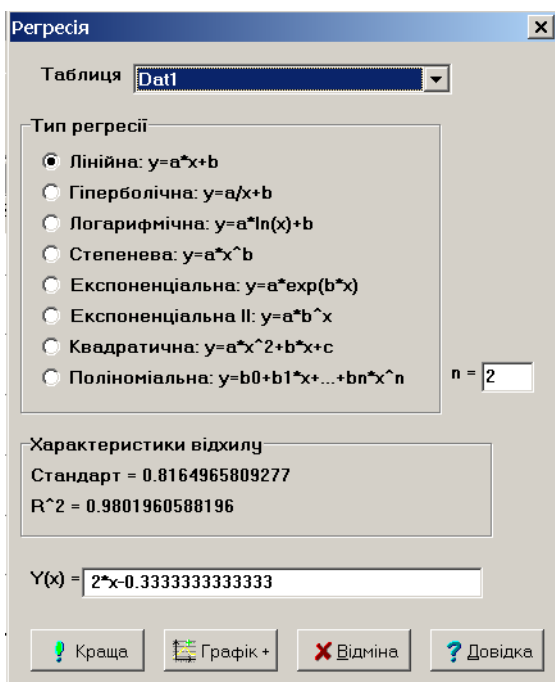 Регресія
Таблиця Dat1
Тип регресії
Лінійна: y=a*x+b
Гіперболічна: y=a/x+b
Логарифмічна: y=a*ln(x)+b
Степенева: y=a*x^b
Експоненціальна: y=a*exp(b*x)
Експоненціальна II: y=a*b^x
Квадратична: y=a*x^2+b*x+c
Поліноміальна: y=b0+b1*x+...+bn*x^n n = 2
Характеристики відхилу
Стандарт = 0.8164965809277
R^2 = 0.9801960588196
Y(x) = 2*x-0.3333333333333
Краща Графік + Відміна Довідка